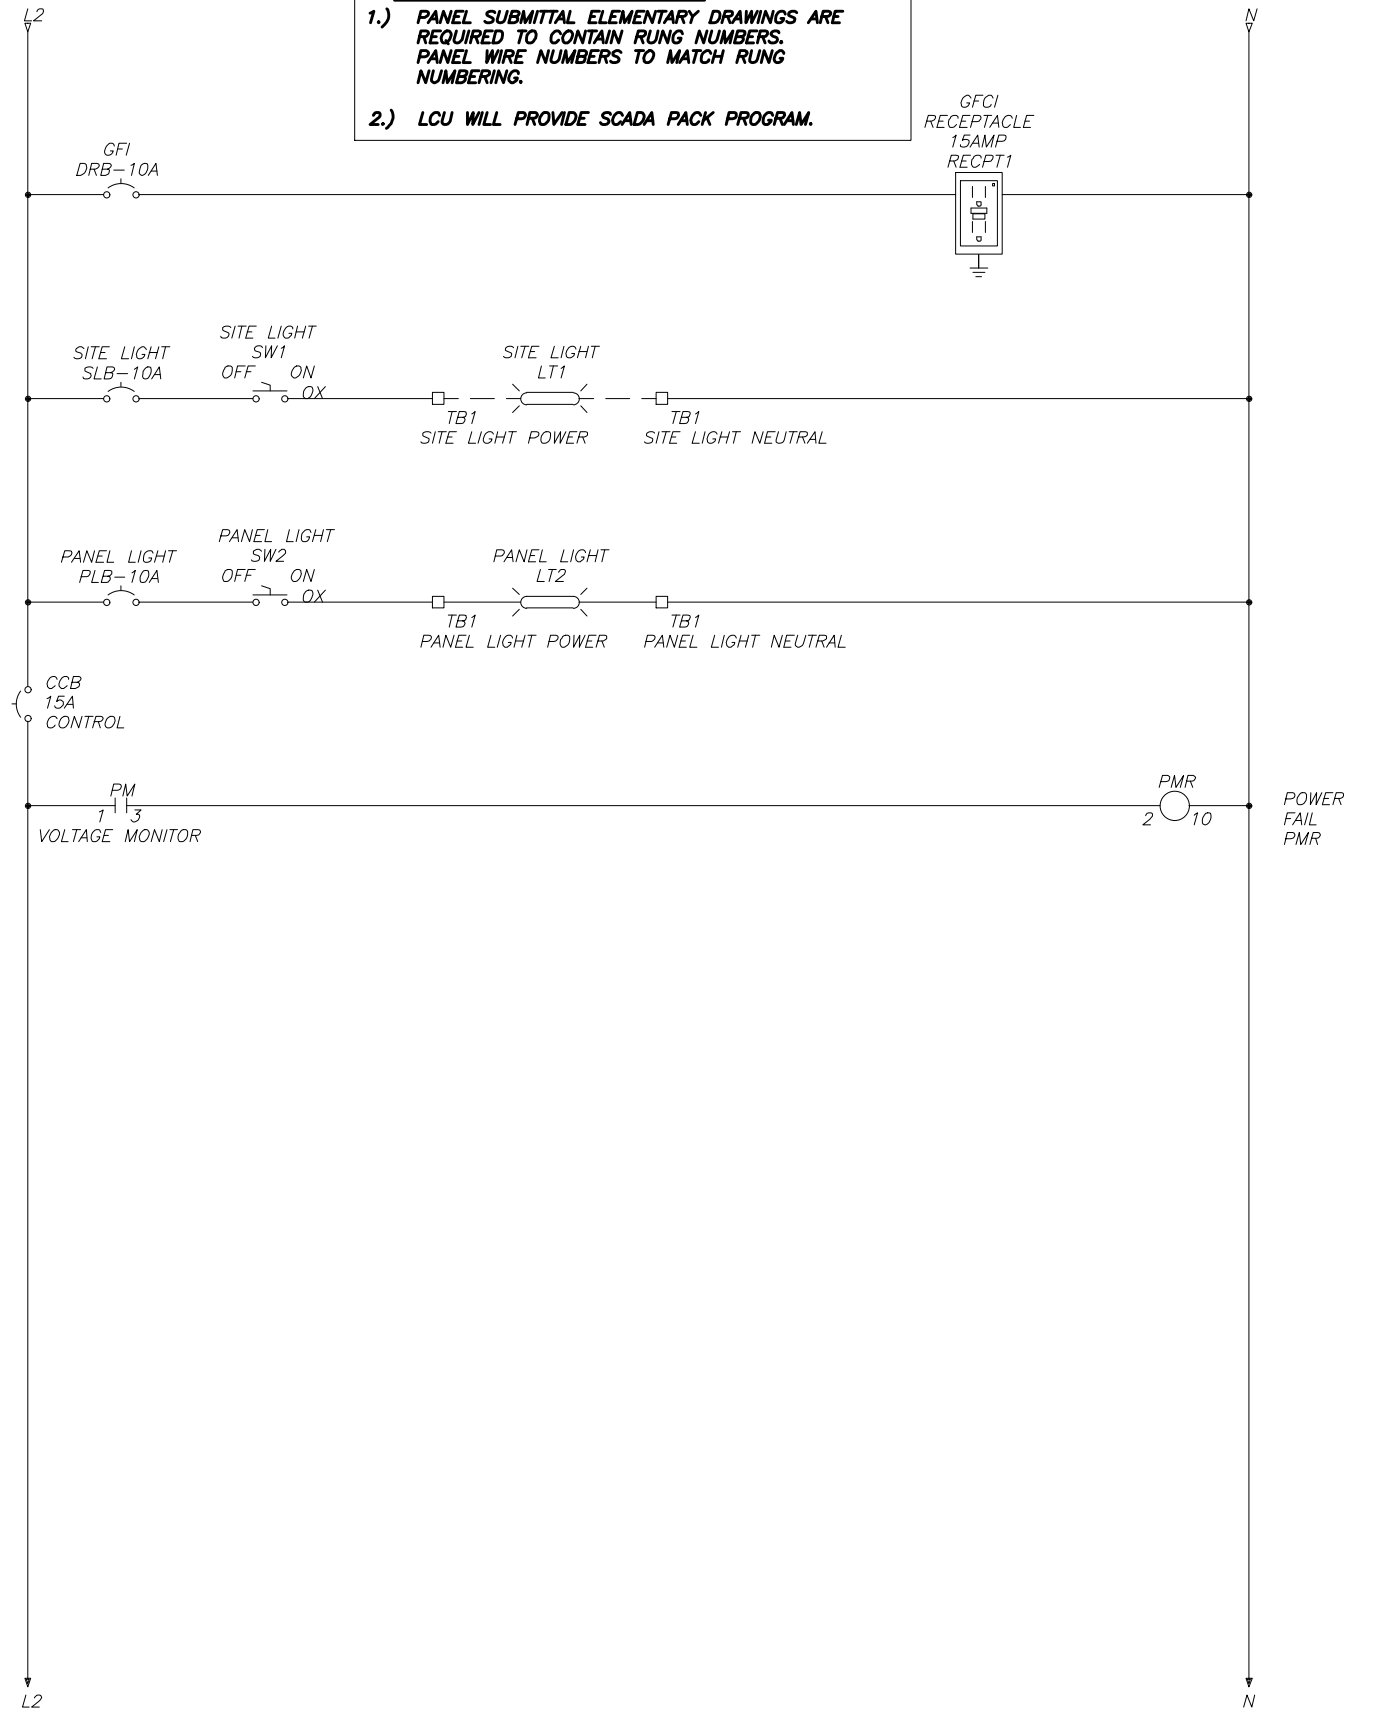 L2
N
1.) PANEL SUBMITTAL ELEMENTARY DRAWINGS ARE
REQUIRED TO CONTAIN RUNG NUMBERS.
PANEL WIRE NUMBERS TO MATCH RUNG
NUMBERING.
2.) LCU WILL PROVIDE SCADA PACK PROGRAM.
GFCI
RECEPTACLE
15AMP
RECPT1
GFI
DRB-10A
SITE LIGHT
SLB-10A
SITE LIGHT
SW1
OFF ON
OX
SITE LIGHT
LT1
TB1
SITE LIGHT POWER
TB1
SITE LIGHT NEUTRAL
PANEL LIGHT
PLB-10A
PANEL LIGHT
SW2
OFF ON
OX
PANEL LIGHT
LT2
TB1
PANEL LIGHT POWER
TB1
PANEL LIGHT NEUTRAL
CCB
15A
CONTROL
PM
1 3
VOLTAGE MONITOR
PMR
2 10
POWER
FAIL
PMR
L2
N